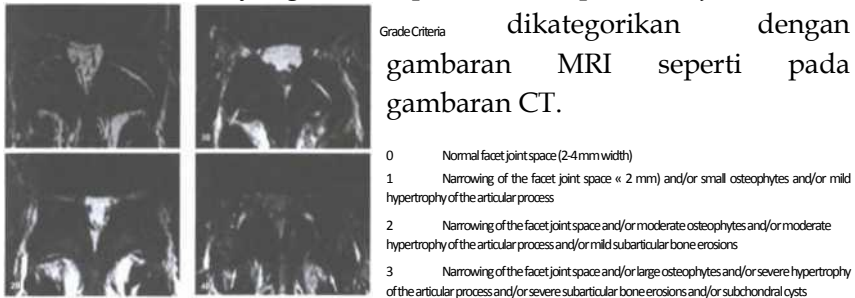 Grade Criteria dikategorikan dengan
gambaran MRI seperti pada
gambaran CT.
0 Normal facet joint space (2-4 mm width)
1 Narrowing of the facet joint space « 2 mm) and/or small osteophytes and/or mild
hypertrophy of the articular process
2 Narrowing of the facet joint space and/or moderate osteophytes and/or moderate
hypertrophy of the articular process and/or mild subarticular bone erosions
3 Narrowing of the facet joint space and/or large osteophytes and/or severe hypertrophy
of the articular process and/or severe subarticular bone erosions and/or subchondral cysts